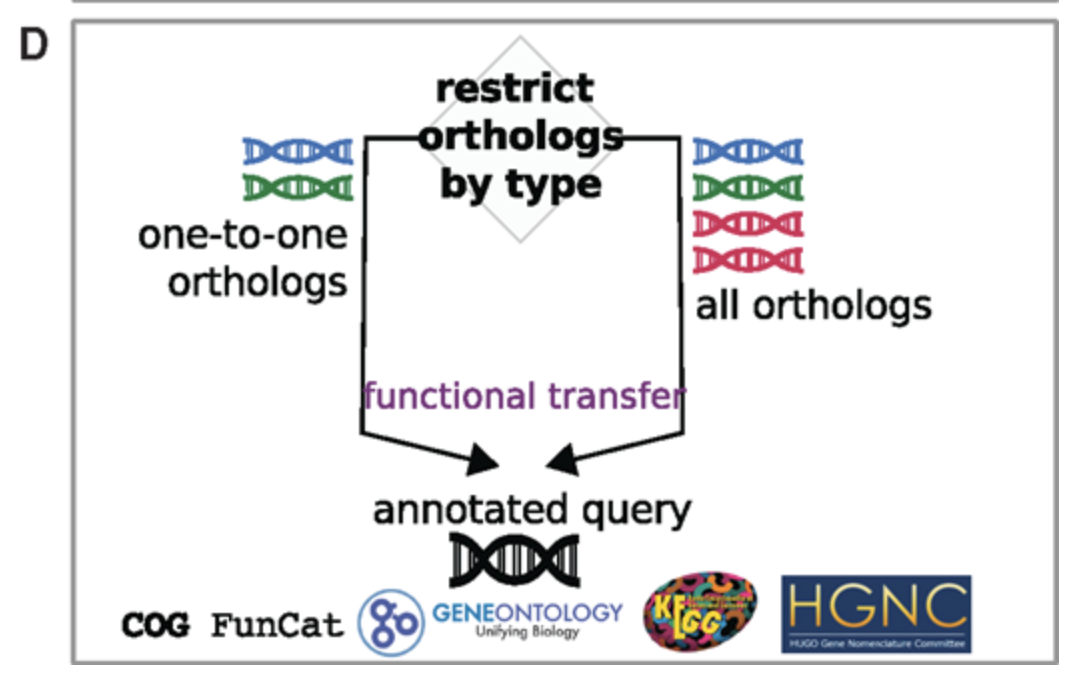 D
restrict
orthologs
by type
one-to-one
orthologs
all orthologs
functional transfer
annotated query
COG FunCat
go
GENEONTOLOGY
Unifying Biology
KEGG
HGNC
HUGO Gene Nomenclature Committee